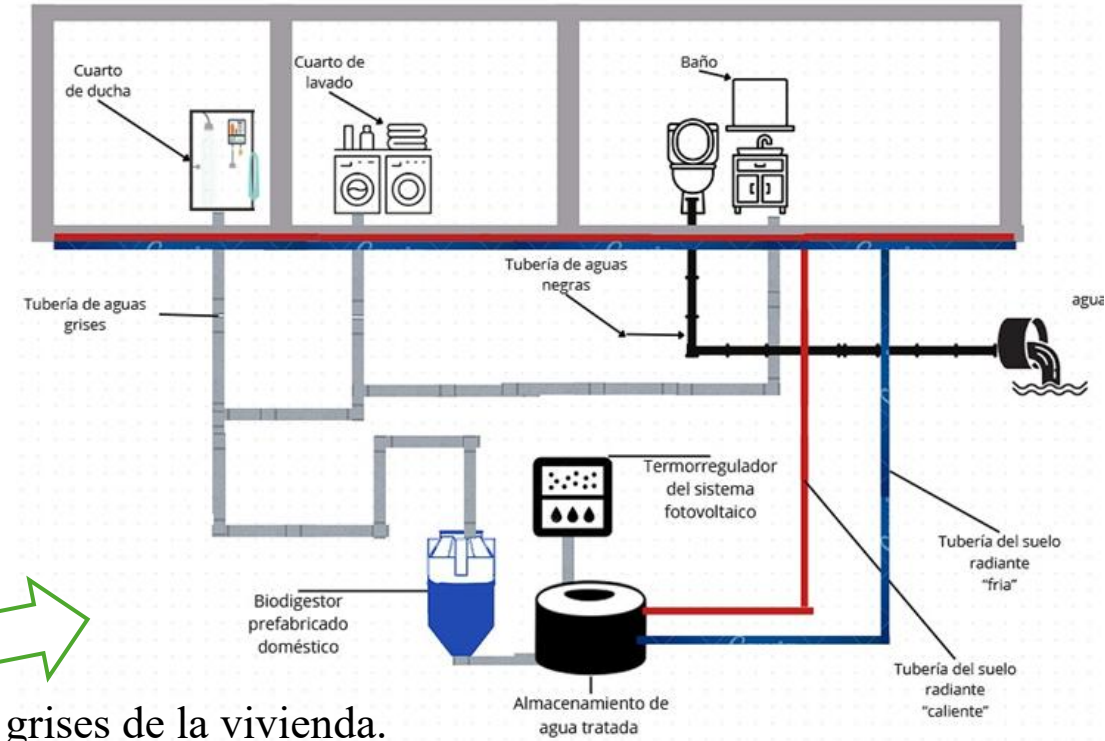 Cuarto
de ducha
Cuarto de
lavado
Baño
Tubería de aguas
negras
Tubería de aguas
grises
agua
Termorregulador
del sistema
fotovoltaico
Tubería del suelo
radiante
"fria"
Biodigestor
prefabricado
doméstico
Tubería del suelo
radiante
"caliente"
Almacenamiento de
agua tratada
grises de la vivienda.